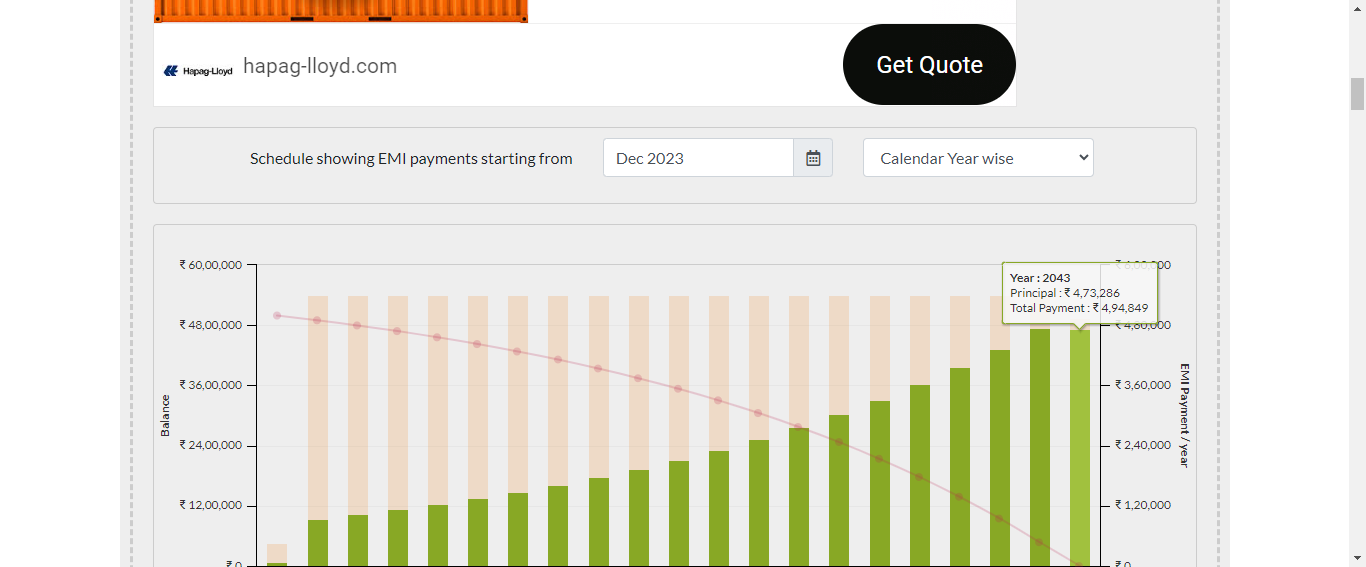 Hapag-Lloyd hapag-lloyd.com Get Quote
Schedule showing EMI payments starting from Dec 2023 Calendar Year wise
₹ 60,00,000
₹ 48,00,000
₹ 36,00,000
₹ 24,00,000
₹ 12,00,000
₹ 0
Balance
Year : 2043
Principal : ₹ 4,73,286
Total Payment : ₹ 4,94,849
₹ 6,00,000
₹ 4,80,000
₹ 3,60,000
₹ 2,40,000
₹ 1,20,000
₹ 0
EMI Payment / year